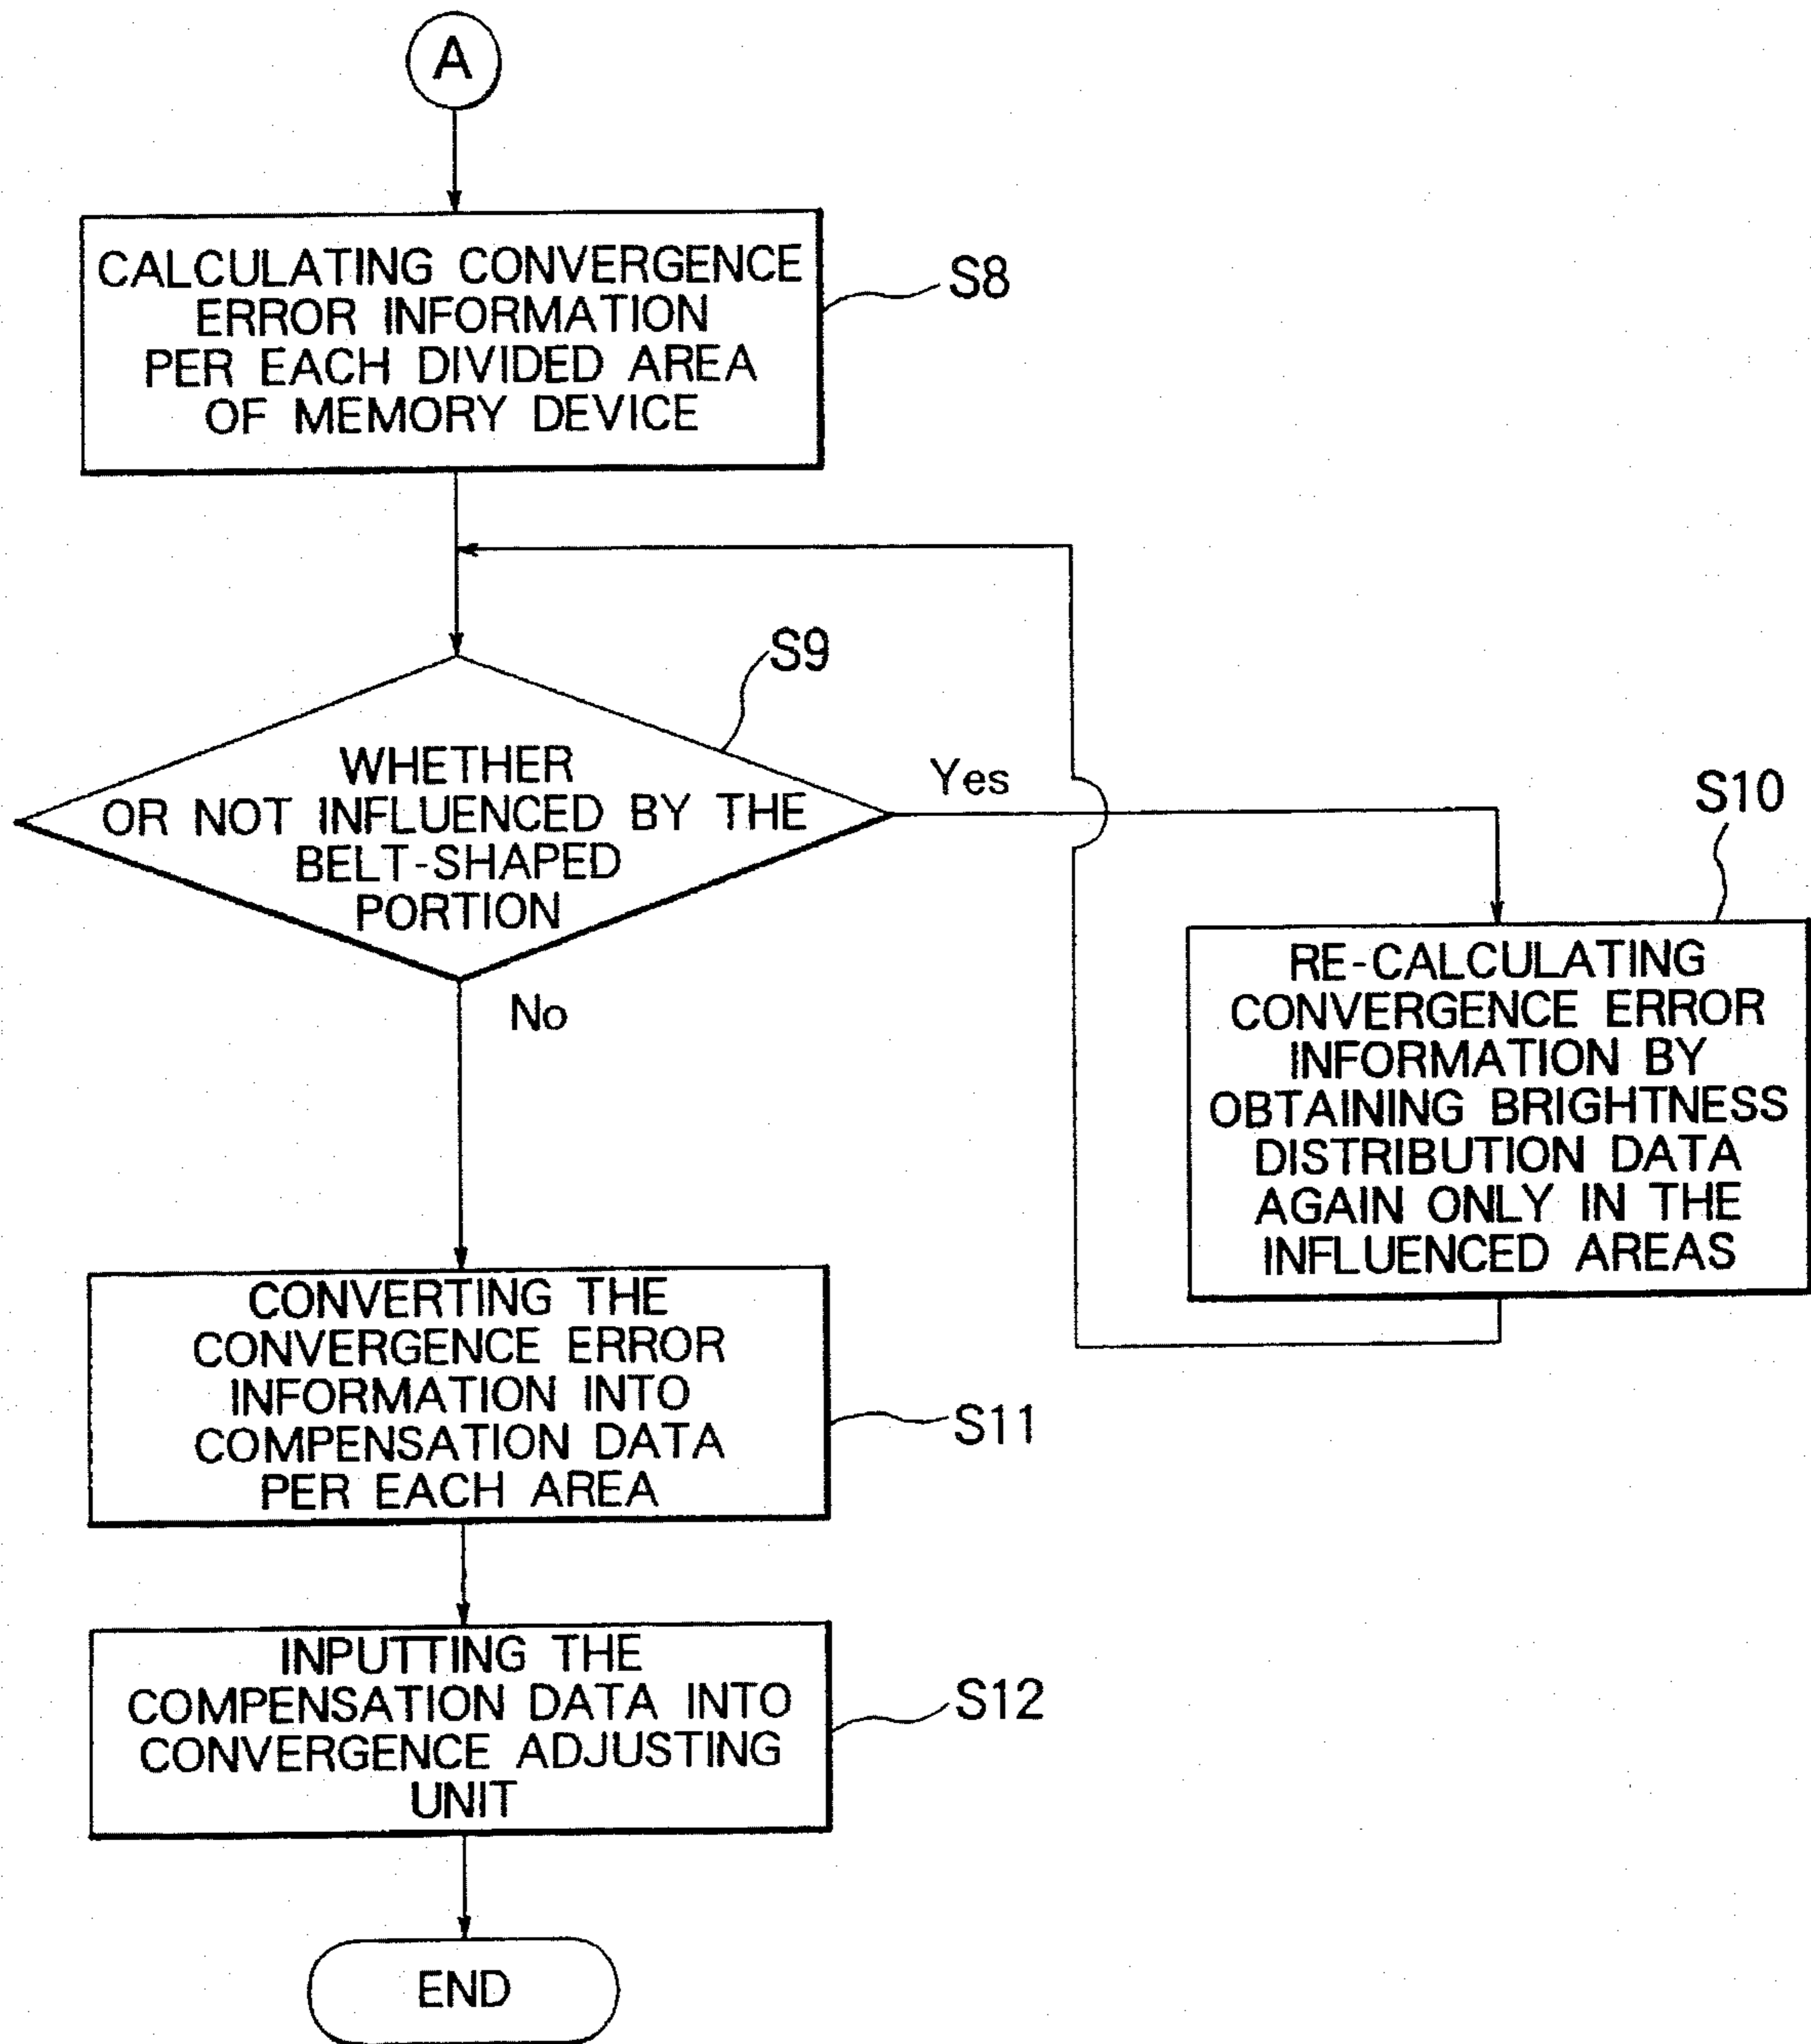 A
CALCULATING CONVERGENCE
ERROR INFORMATION
PER EACH DIVIDED AREA
OF MEMORY DEVICE
S8
S9
WHETHER
OR NOT INFLUENCED BY THE
BELT-SHAPED
PORTION
Yes
No
S10
RE-CALCULATING
CONVERGENCE ERROR
INFORMATION BY
OBTAINING BRIGHTNESS
DISTRIBUTION DATA
AGAIN ONLY IN THE
INFLUENCED AREAS
CONVERTING THE
CONVERGENCE ERROR
INFORMATION INTO
COMPENSATION DATA
PER EACH AREA
S11
INPUTTING THE
COMPENSATION DATA INTO
CONVERGENCE ADJUSTING
UNIT
S12
END